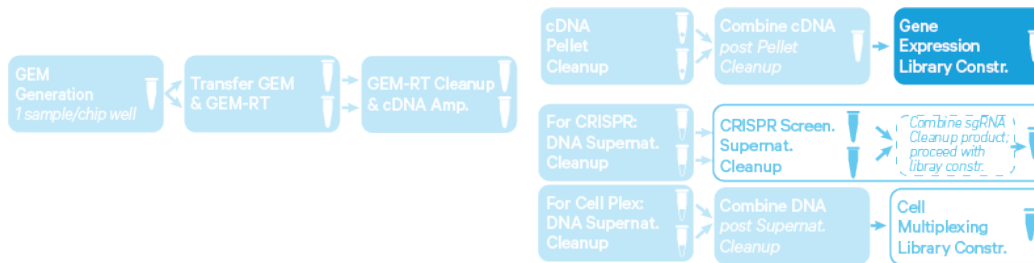 GEM
Generation
1 sample/chip well
Transfer GEM
& GEM-RT
GEM-RT Cleanup
& cDNA Amp.
cDNA
Pellet
Cleanup
Combine cDNA
post Pellet
Cleanup
Gene
Expression
Library Constr.
For CRISPR:
DNA Supernat.
Cleanup
CRISPR Screen.
Supernat.
Cleanup
Combine sgRNA
Cleanup product;
proceed with
libray constr.
For Cell Plex:
DNA Supernat.
Cleanup
Combine DNA
post Supernat.
Cleanup
Cell
Multiplexing
Library Constr.